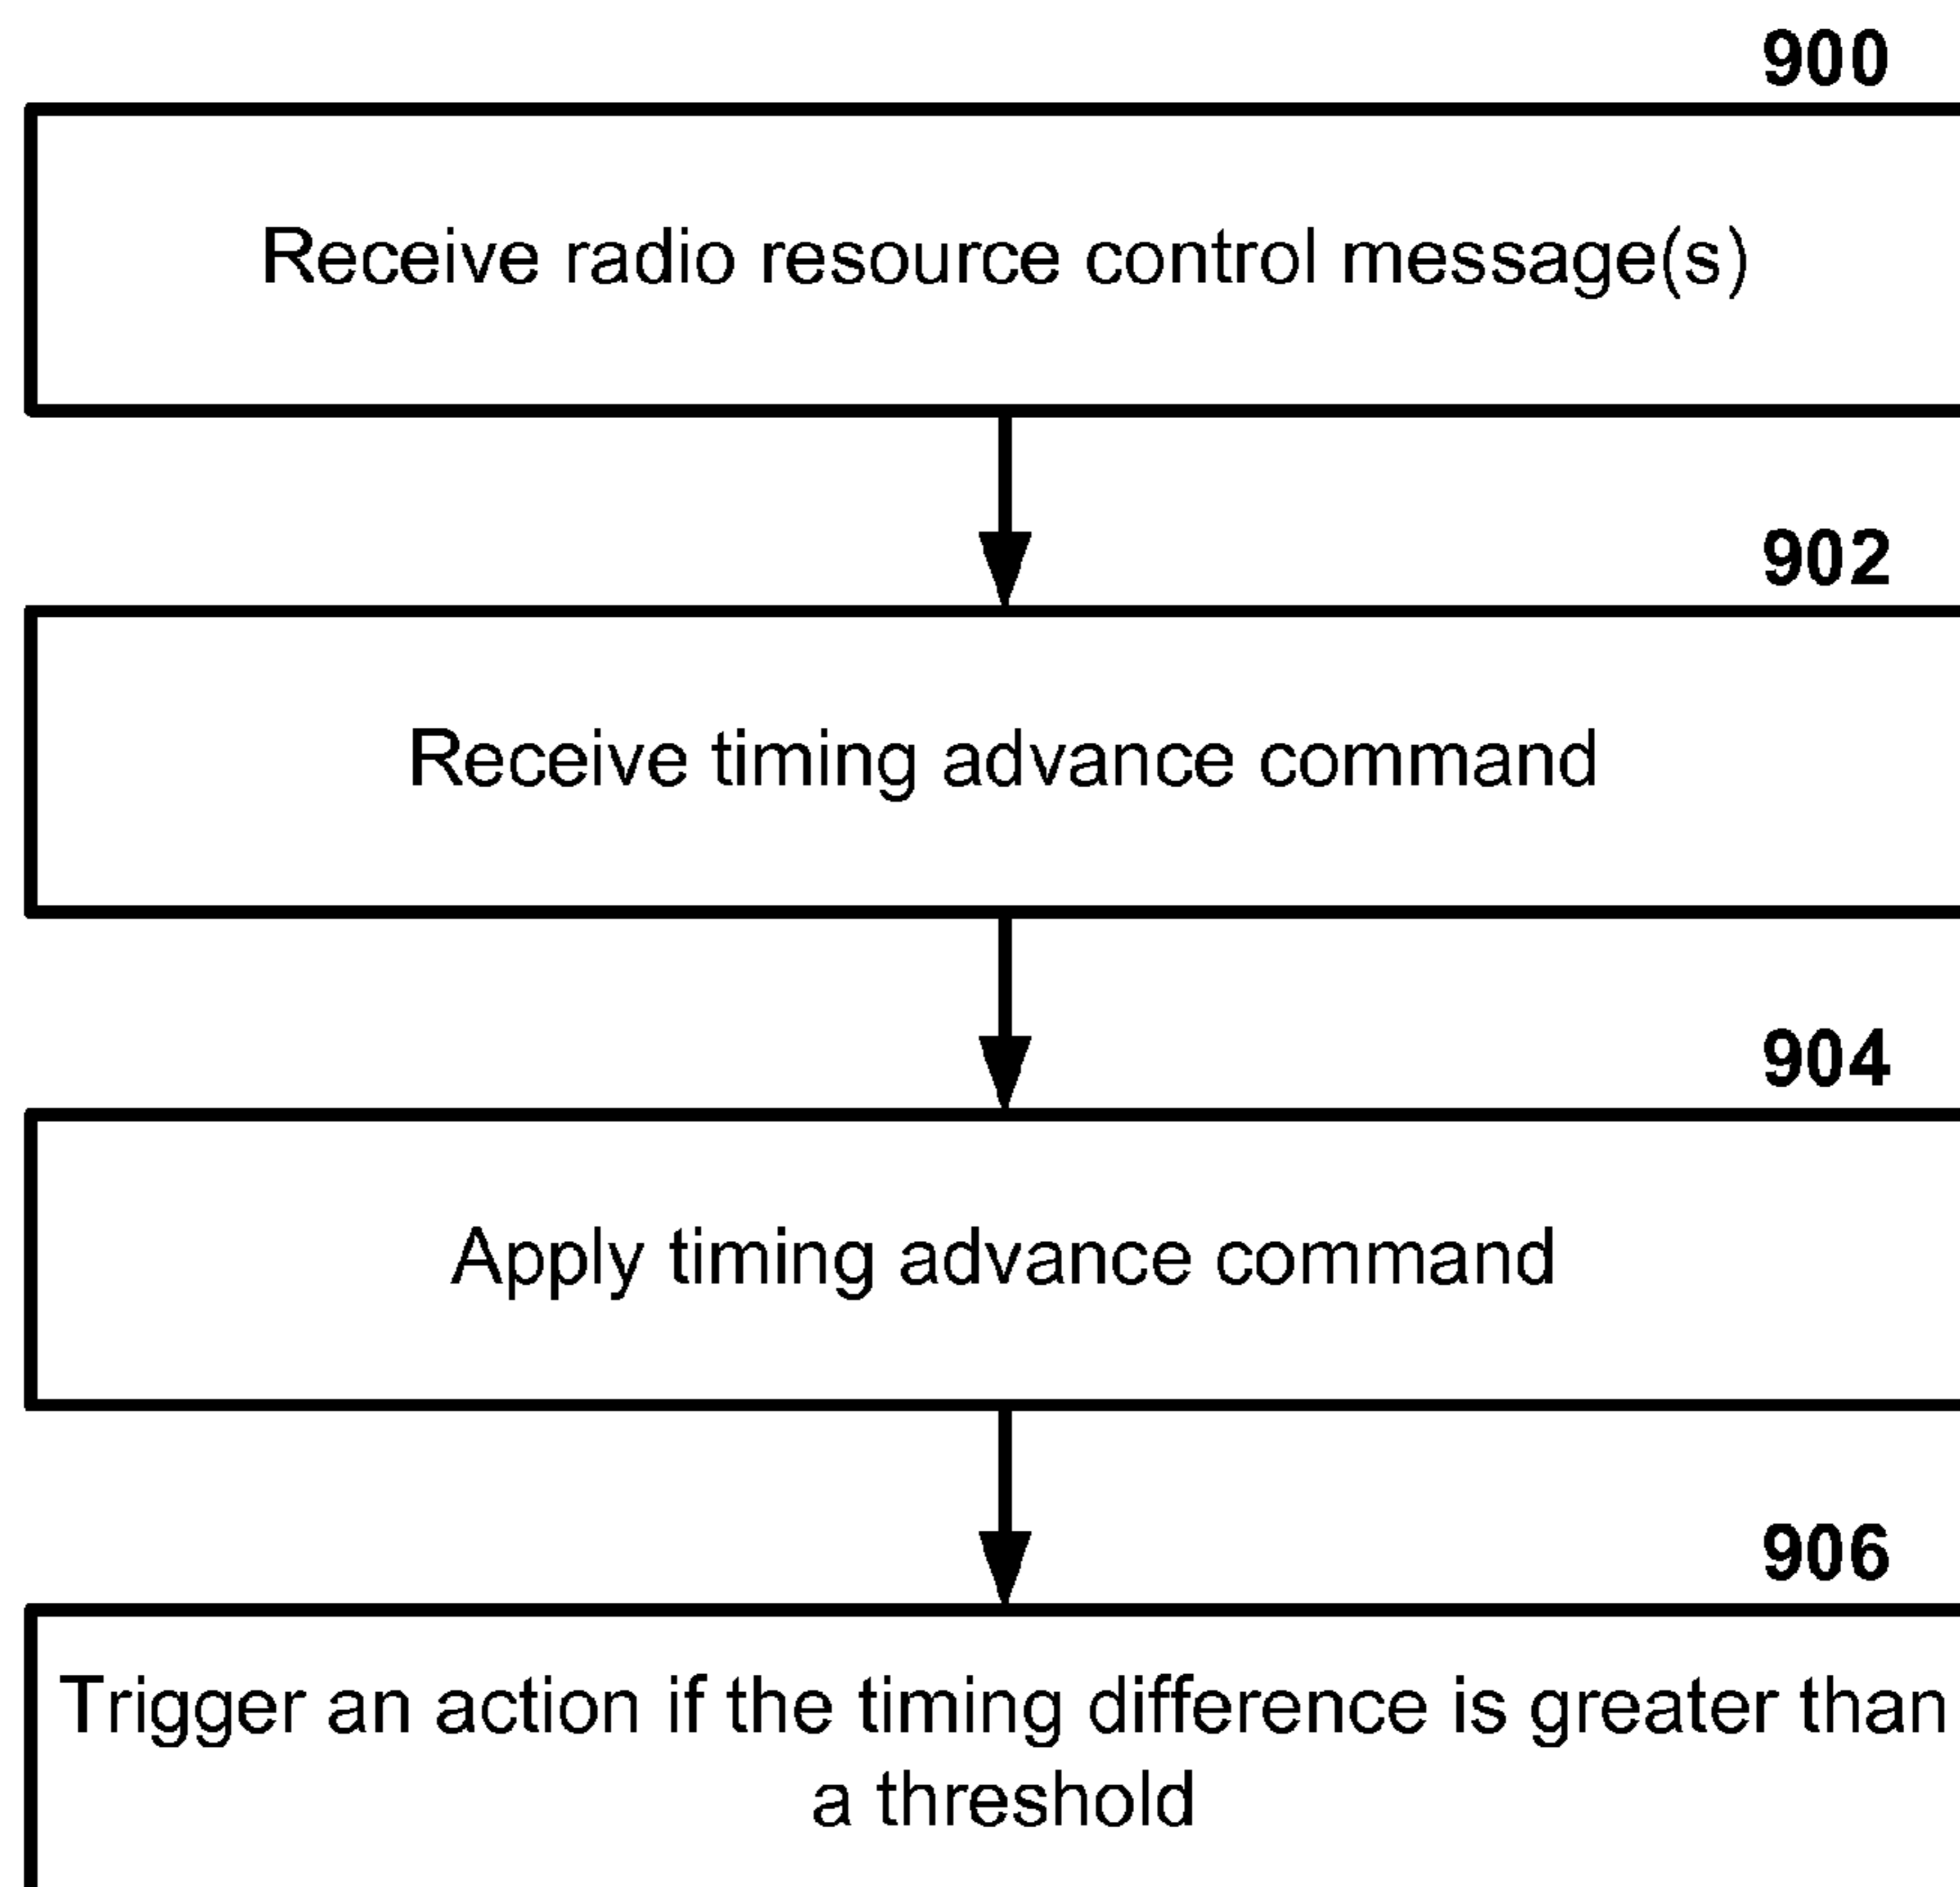 900
Receive radio resource control message(s)
902
Receive timing advance command
904
Apply timing advance command
906
Trigger an action if the timing difference is greater than
a threshold